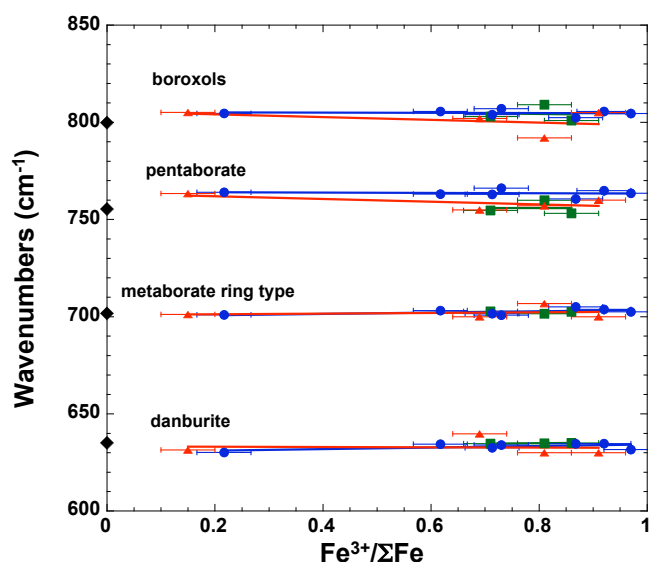 850
800
750
700
650
600
boroxols
pentaborate
metaborate ring type
danburite
Wavenumbers (cm⁻¹)
0
0.2
0.4
0.6
0.8
1
Fe³⁺/ΣFe